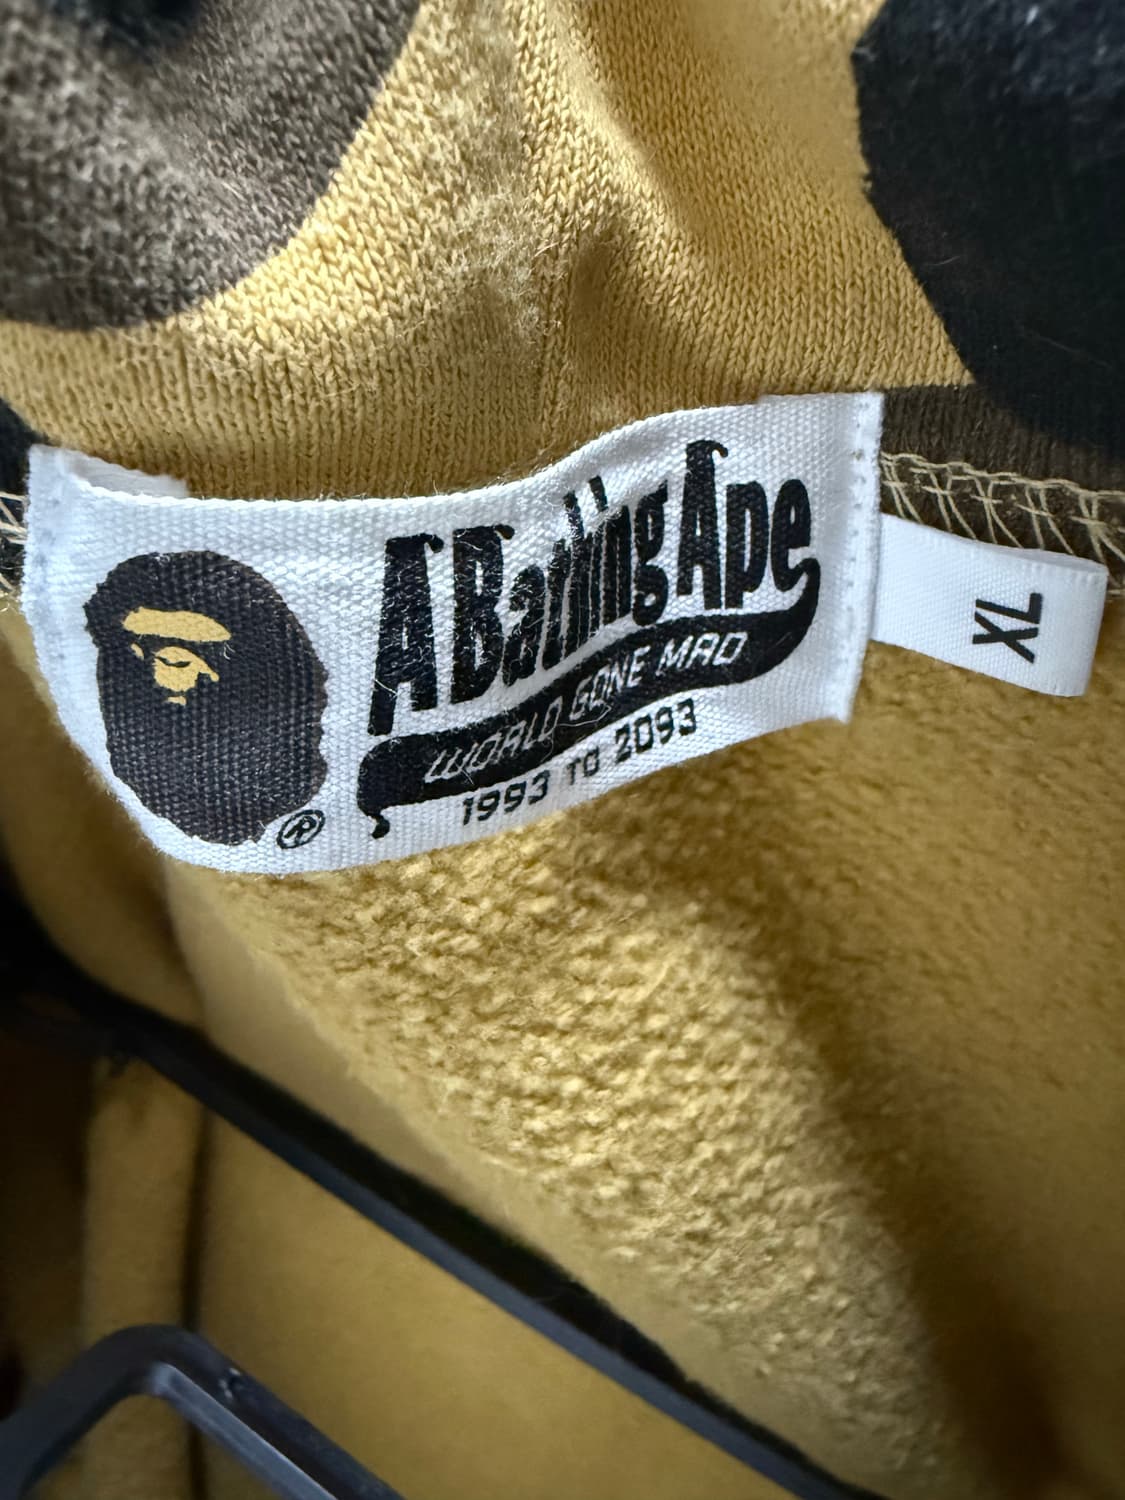 A Bathing Ape
WORLD GONE MAD
1993 TO 2093
®
XL